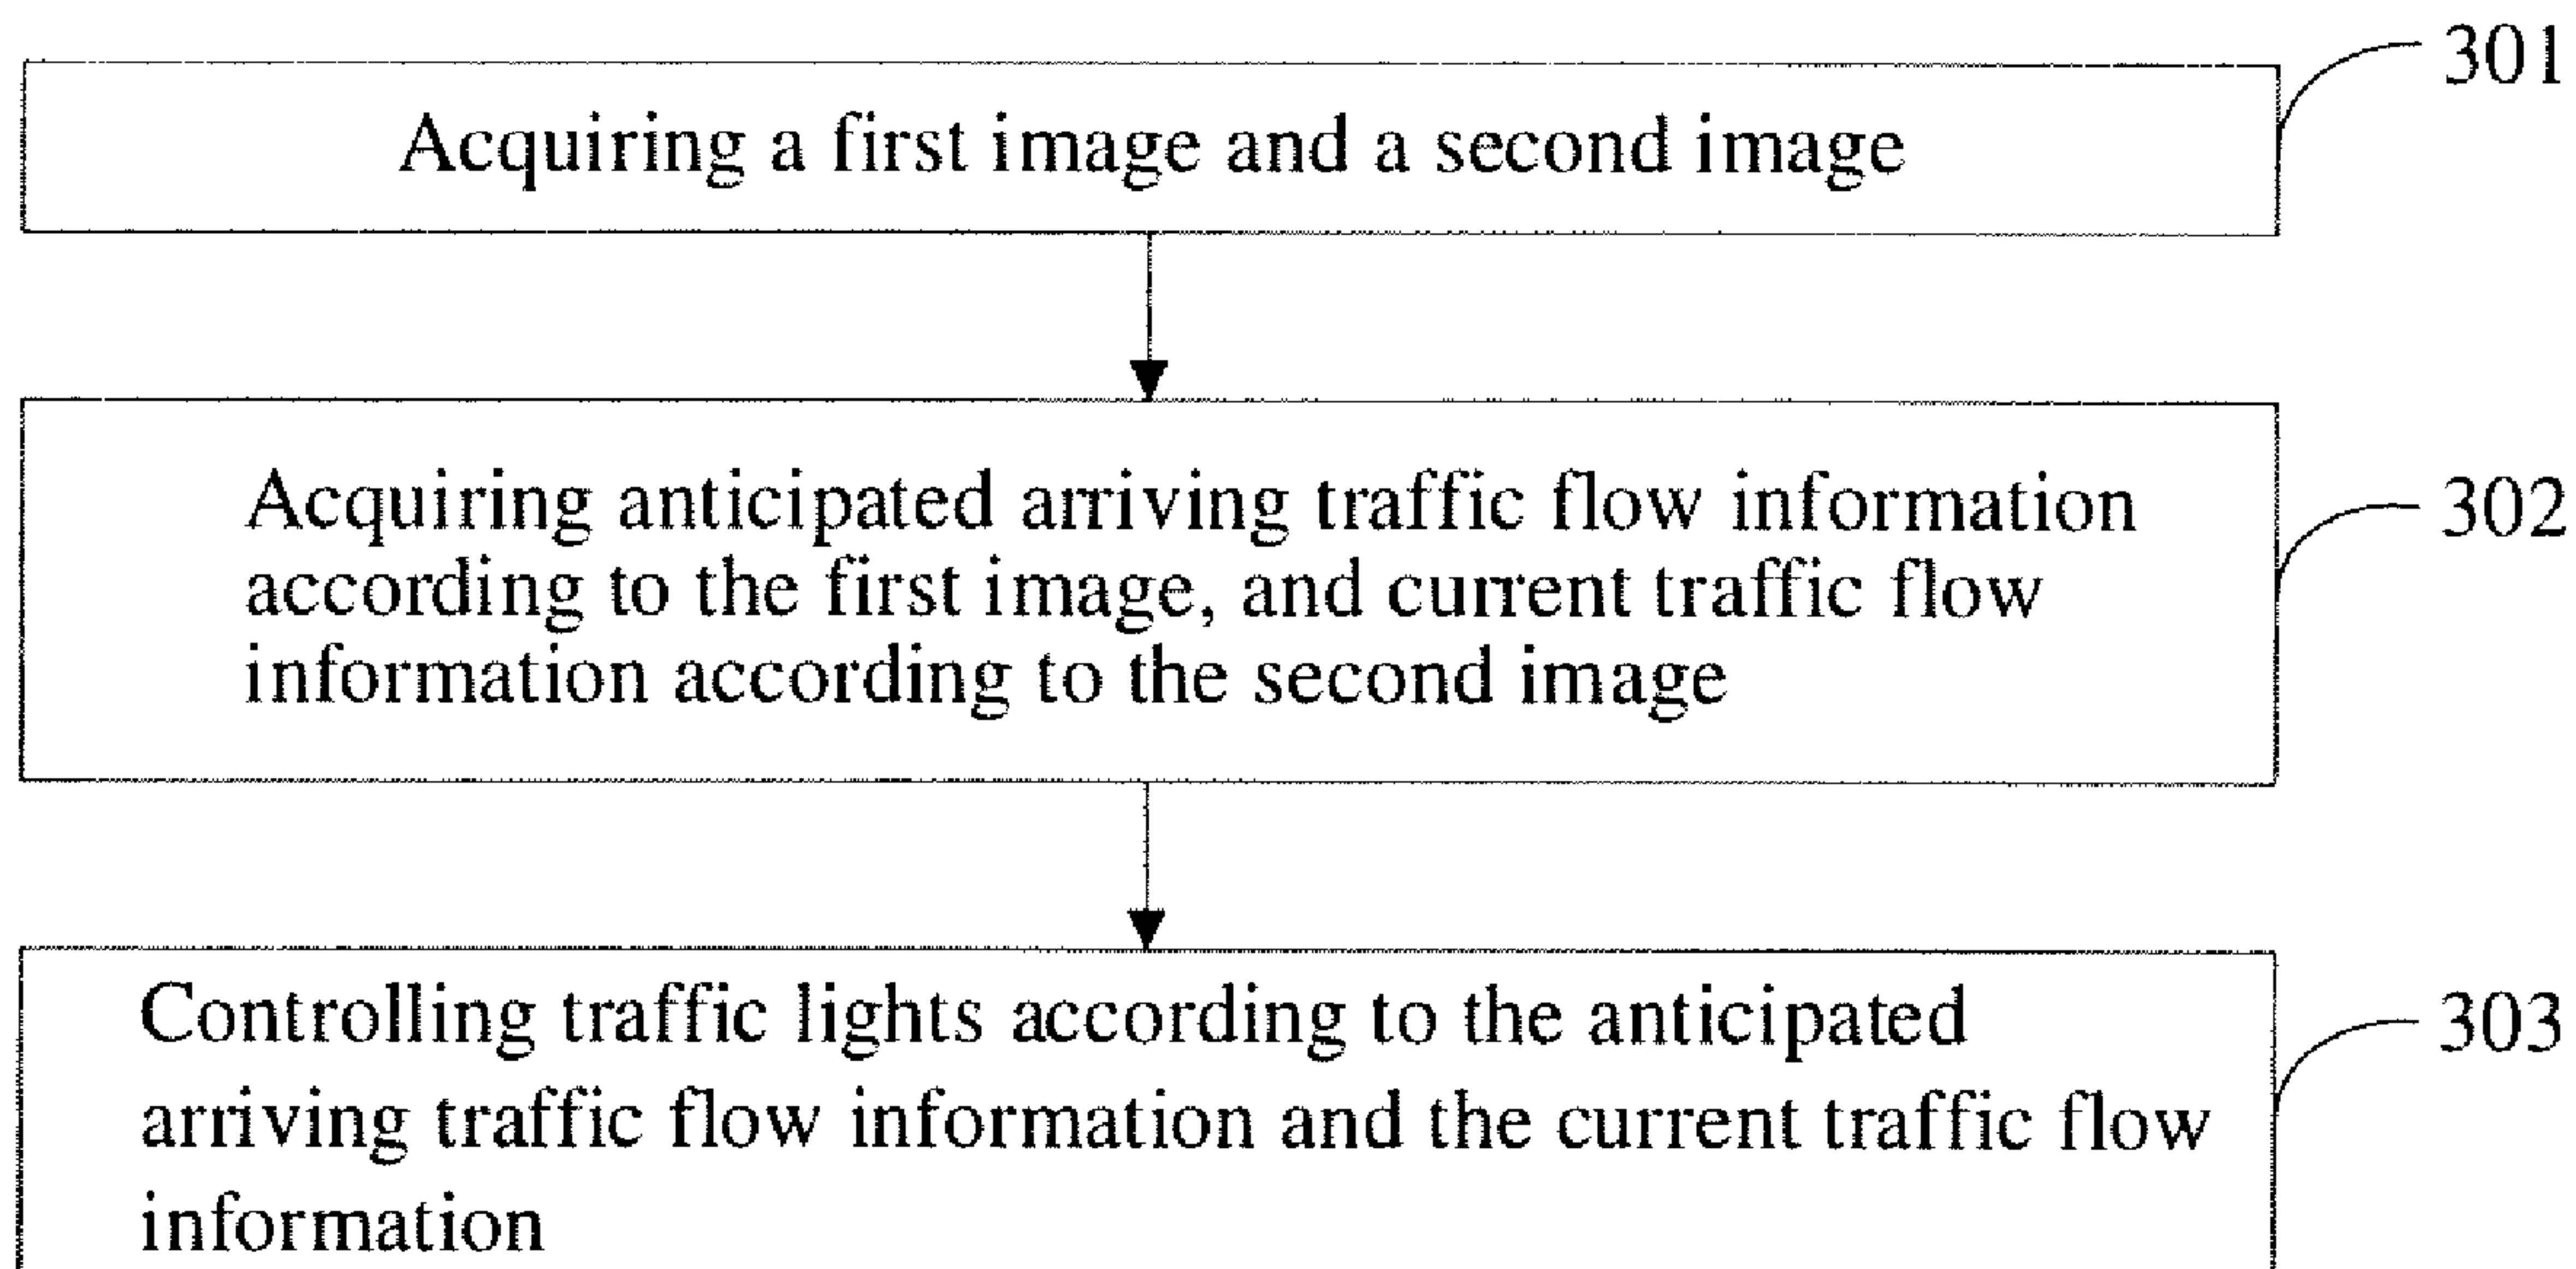 301
Acquiring a first image and a second image
Acquiring anticipated arriving traffic flow information
302
according to the first image, and current traffic flow
information according to the second image
Controlling traffic lights according to the anticipated
303
arriving traffic flow information and the current traffic flow
information